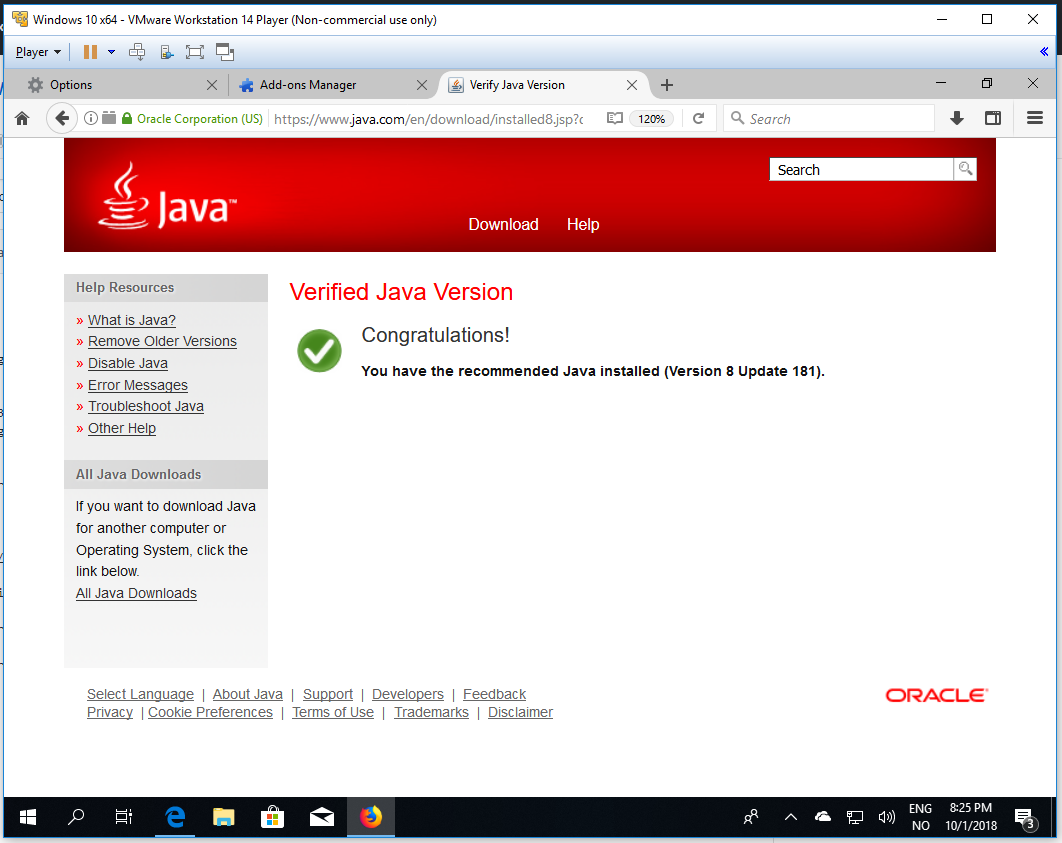 Windows 10 x64 - VMware Workstation 14 Player (Non-commercial use only)
Player
Options
Add-ons Manager
Verify Java Version
Oracle Corporation (US)
https://www.java.com/en/download/installed8.jsp?
120%
Search
Java™
Search
Download Help
Help Resources
» What is Java?
» Remove Older Versions
» Disable Java
» Error Messages
» Troubleshoot Java
» Other Help
All Java Downloads
If you want to download Java
for another computer or
Operating System, click the
link below.
All Java Downloads
Verified Java Version
Congratulations!
You have the recommended Java installed (Version 8 Update 181).
Select Language | About Java | Support | Developers | Feedback
Privacy | Cookie Preferences | Terms of Use | Trademarks | Disclaimer
ORACLE
ENG
NO
8:25 PM
10/1/2018
3